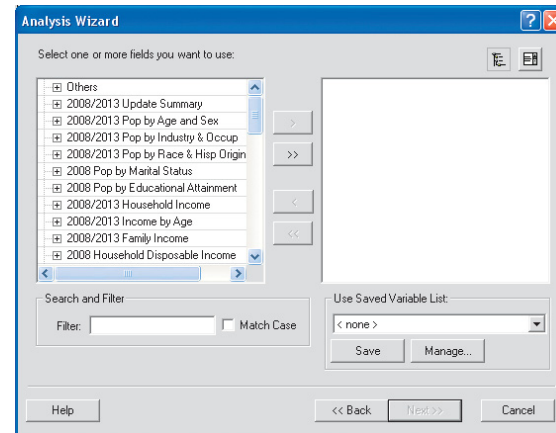 Analysis Wizard
Select one or more fields you want to use:
Others
2008/2013 Update Summary
2008/2013 Pop by Age and Sex
2008/2013 Pop by Industry & Occup
2008/2013 Pop by Race & Hisp Origin
2008 Pop by Marital Status
2008 Pop by Educational Attainment
2008/2013 Household Income
2008/2013 Income by Age
2008/2013 Family Income
2008 Household Disposable Income
>
>>
<
<<
Search and Filter
Filter:
Match Case
Use Saved Variable List:
< none >
Save
Manage...
Help
<< Back
Next >>
Cancel